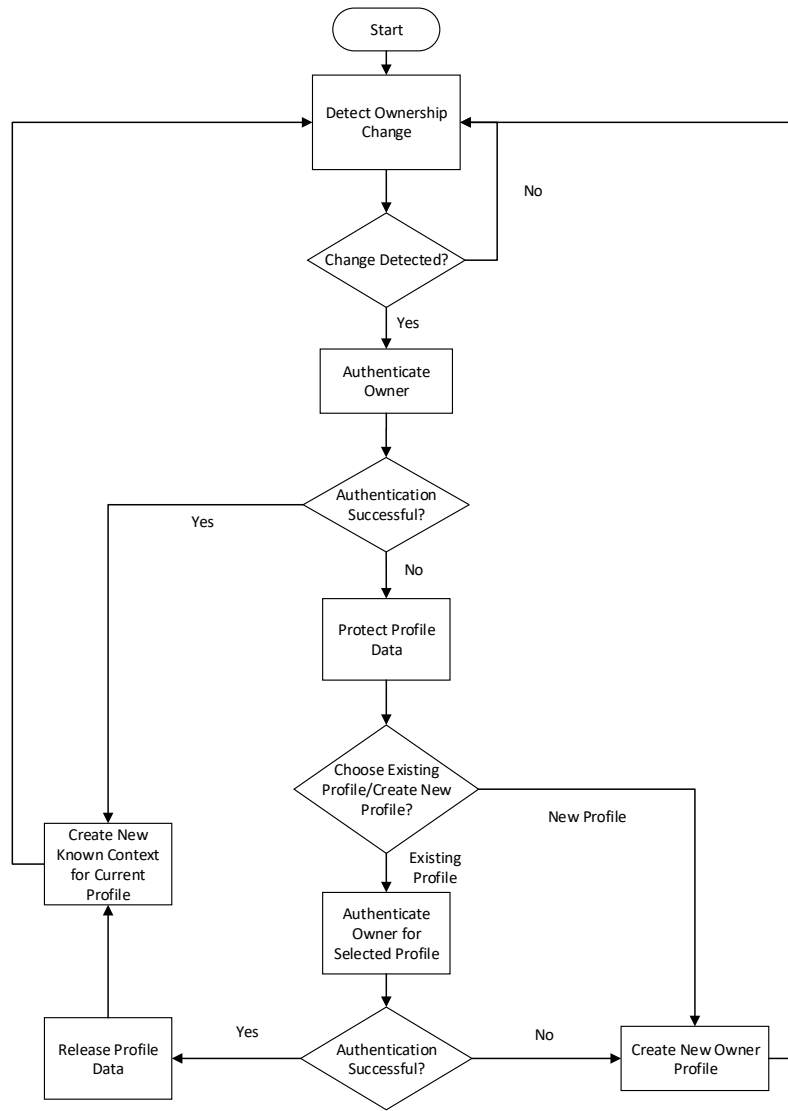 Start
Detect Ownership
Change
No
Change Detected?
Yes
Authenticate
Owner
Authentication
Successful?
Yes
No
Protect Profile
Data
Choose Existing
Profile/Create New
Profile?
New Profile
Create New
Known Context
for Current
Profile
Existing
Profile
Authenticate
Owner for
Selected Profile
Release Profile
Data
Yes
Authentication
Successful?
No
Create New Owner
Profile